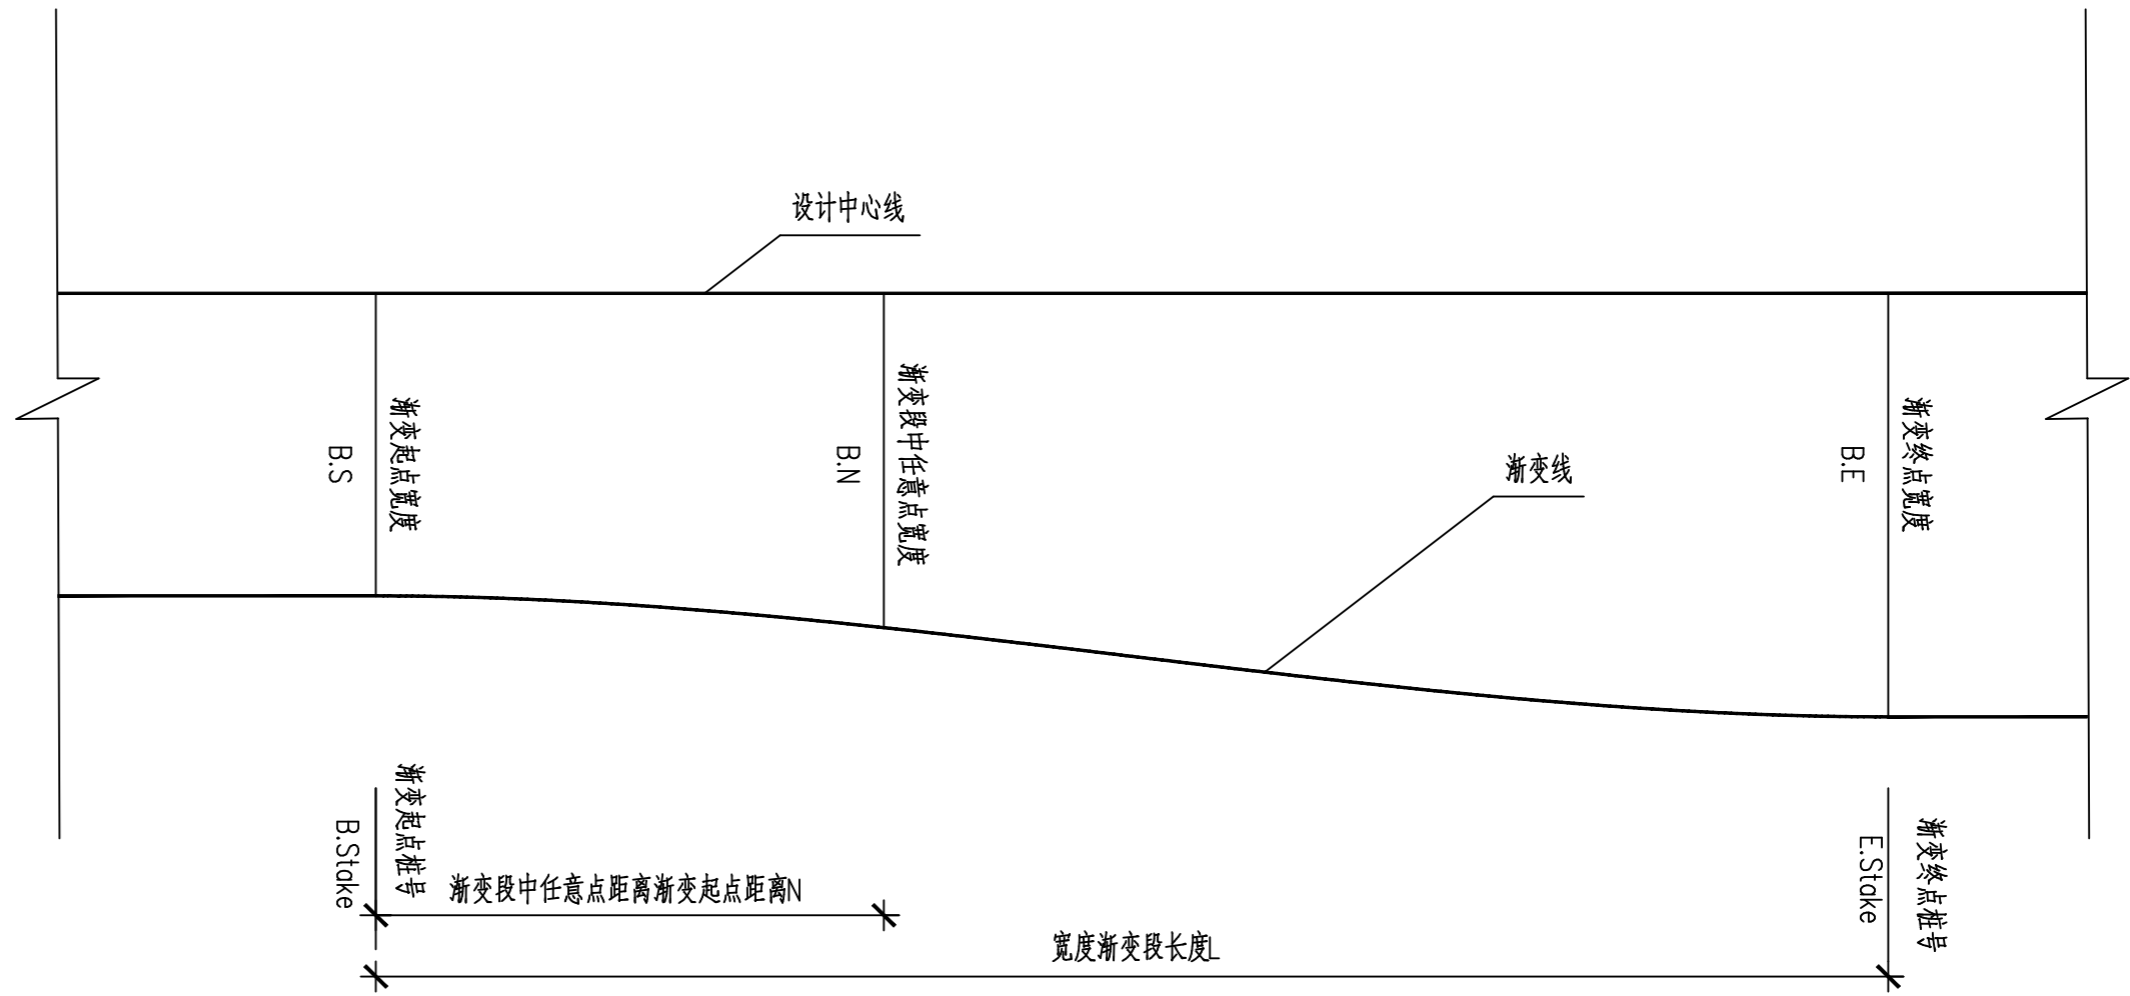 设计中心线
渐变起点宽度
B.S
渐变段中任意点宽度
B.N
渐变线
渐变终点宽度
B.E
渐变起点桩号
B.Stake
渐变终点桩号
E.Stake
渐变段中任意点距离渐变起点距离N
宽度渐变段长度L